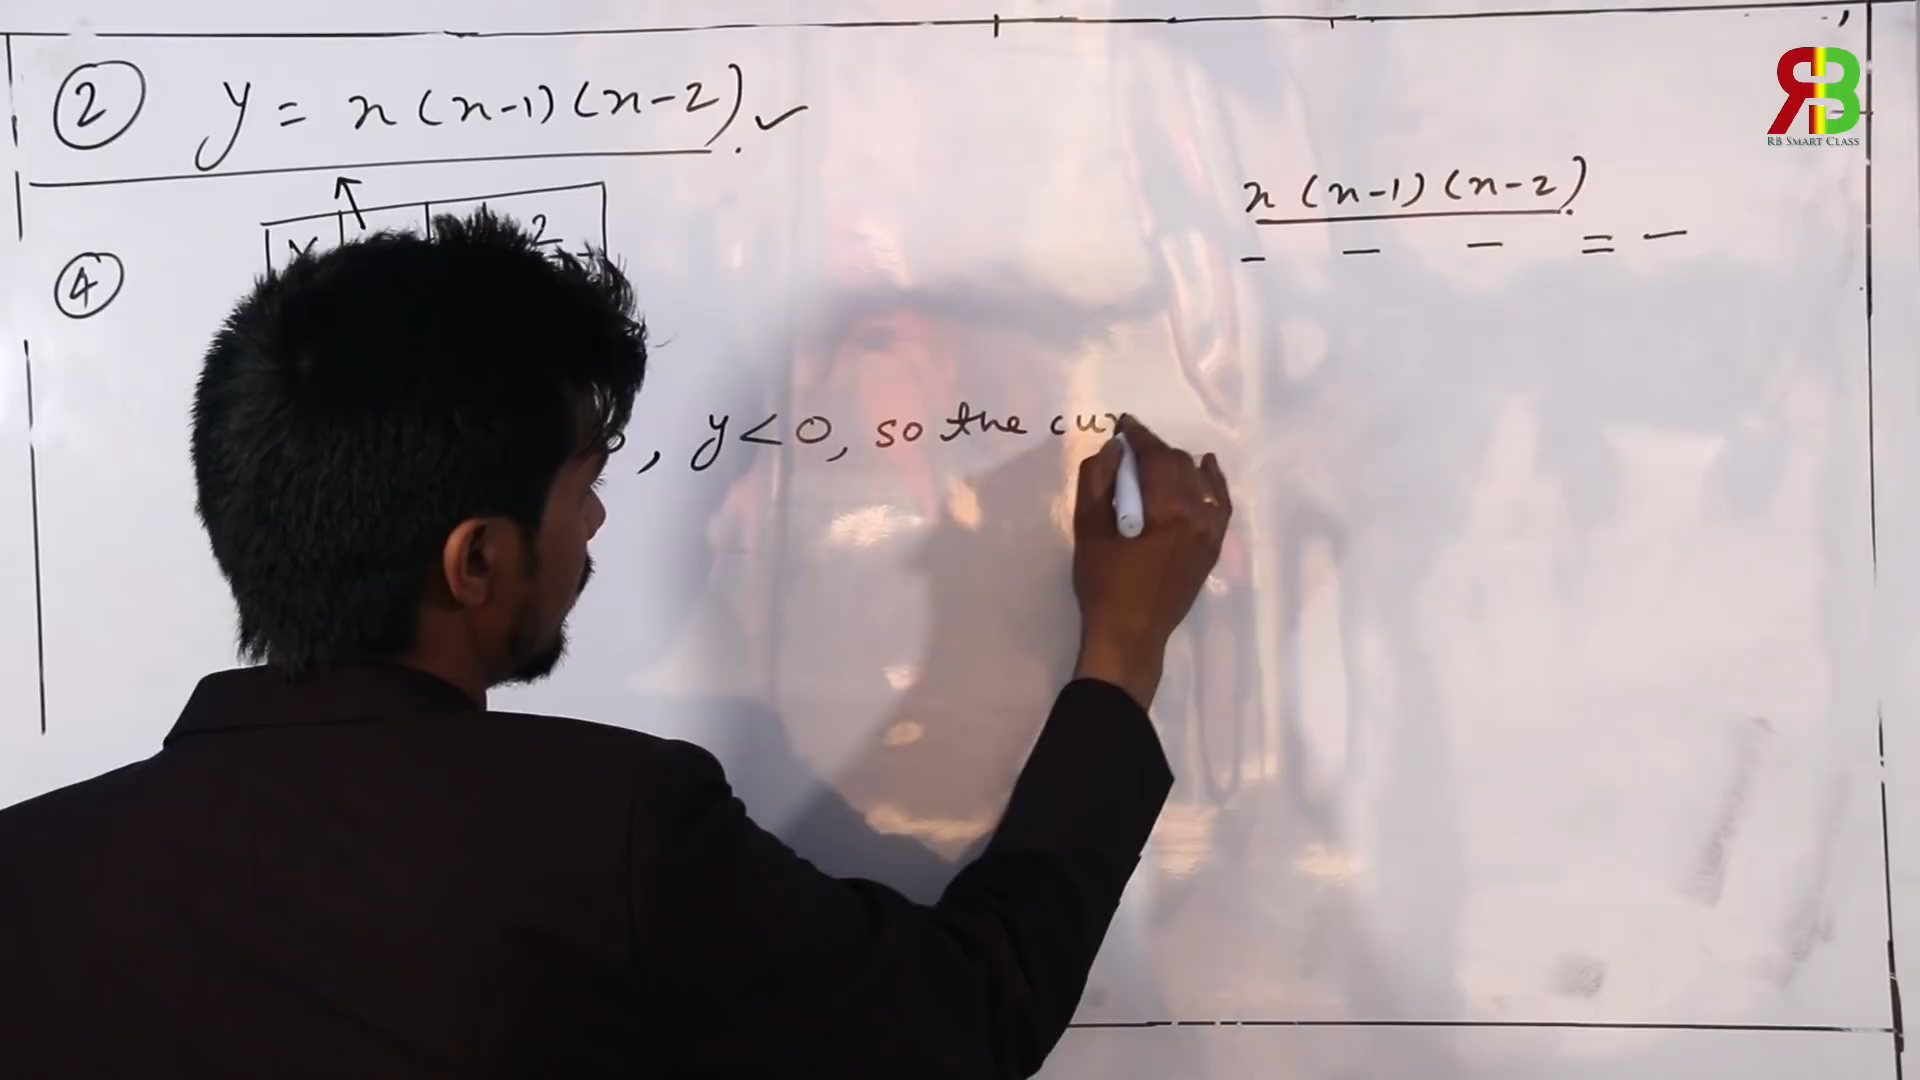 ② y = x(x-1)(x-2). ✓
x(x-1)(x-2).
- - - = -
④
2
, y<0, so the cur
RB SMART CLASS